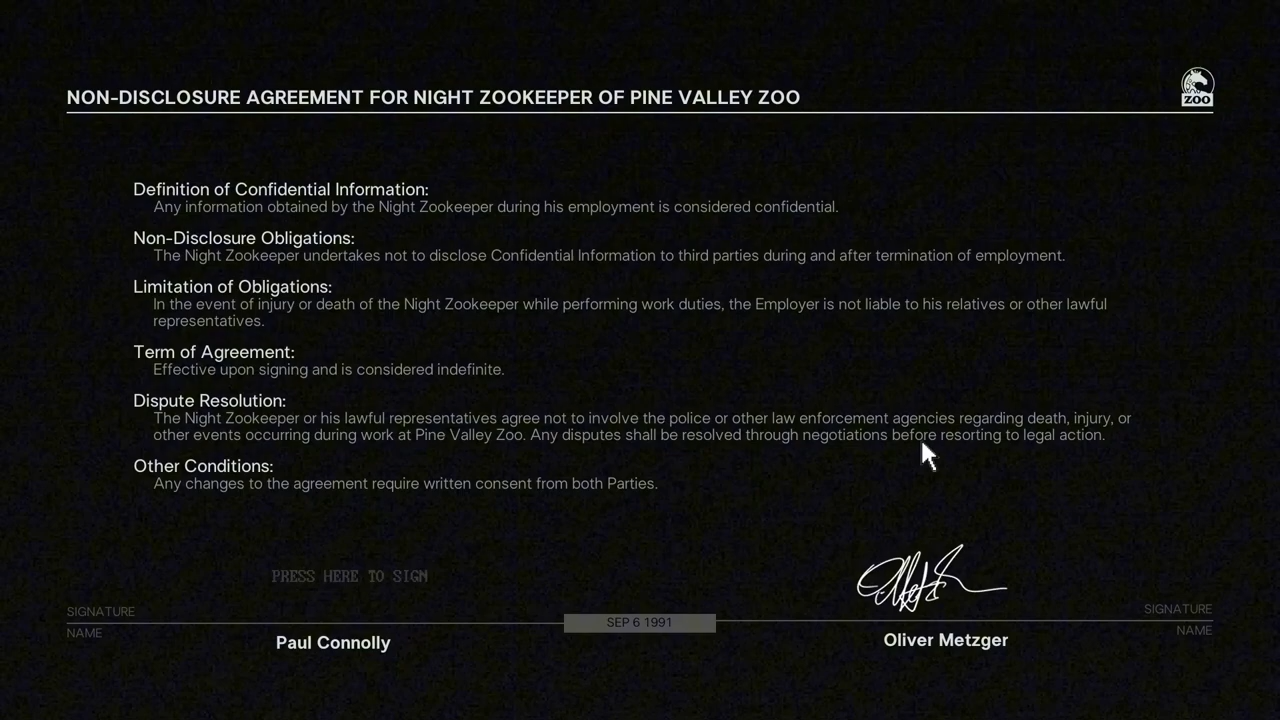 NON-DISCLOSURE AGREEMENT FOR NIGHT ZOOKEEPER OF PINE VALLEY ZOO
ZOO
Definition of Confidential Information:
Any information obtained by the Night Zookeeper during his employment is considered confidential.
Non-Disclosure Obligations:
The Night Zookeeper undertakes not to disclose Confidential Information to third parties during and after termination of employment.
Limitation of Obligations:
In the event of injury or death of the Night Zookeeper while performing work duties, the Employer is not liable to his relatives or other lawful
representatives.
Term of Agreement:
Effective upon signing and is considered indefinite.
Dispute Resolution:
The Night Zookeeper or his lawful representatives agree not to involve the police or other law enforcement agencies regarding death, injury, or
other events occurring during work at Pine Valley Zoo. Any disputes shall be resolved through negotiations before resorting to legal action.
Other Conditions:
Any changes to the agreement require written consent from both Parties.
PRESS HERE TO SIGN
SIGNATURE
NAME
Paul Connolly
SEP 6 1991
SIGNATURE
NAME
Oliver Metzger